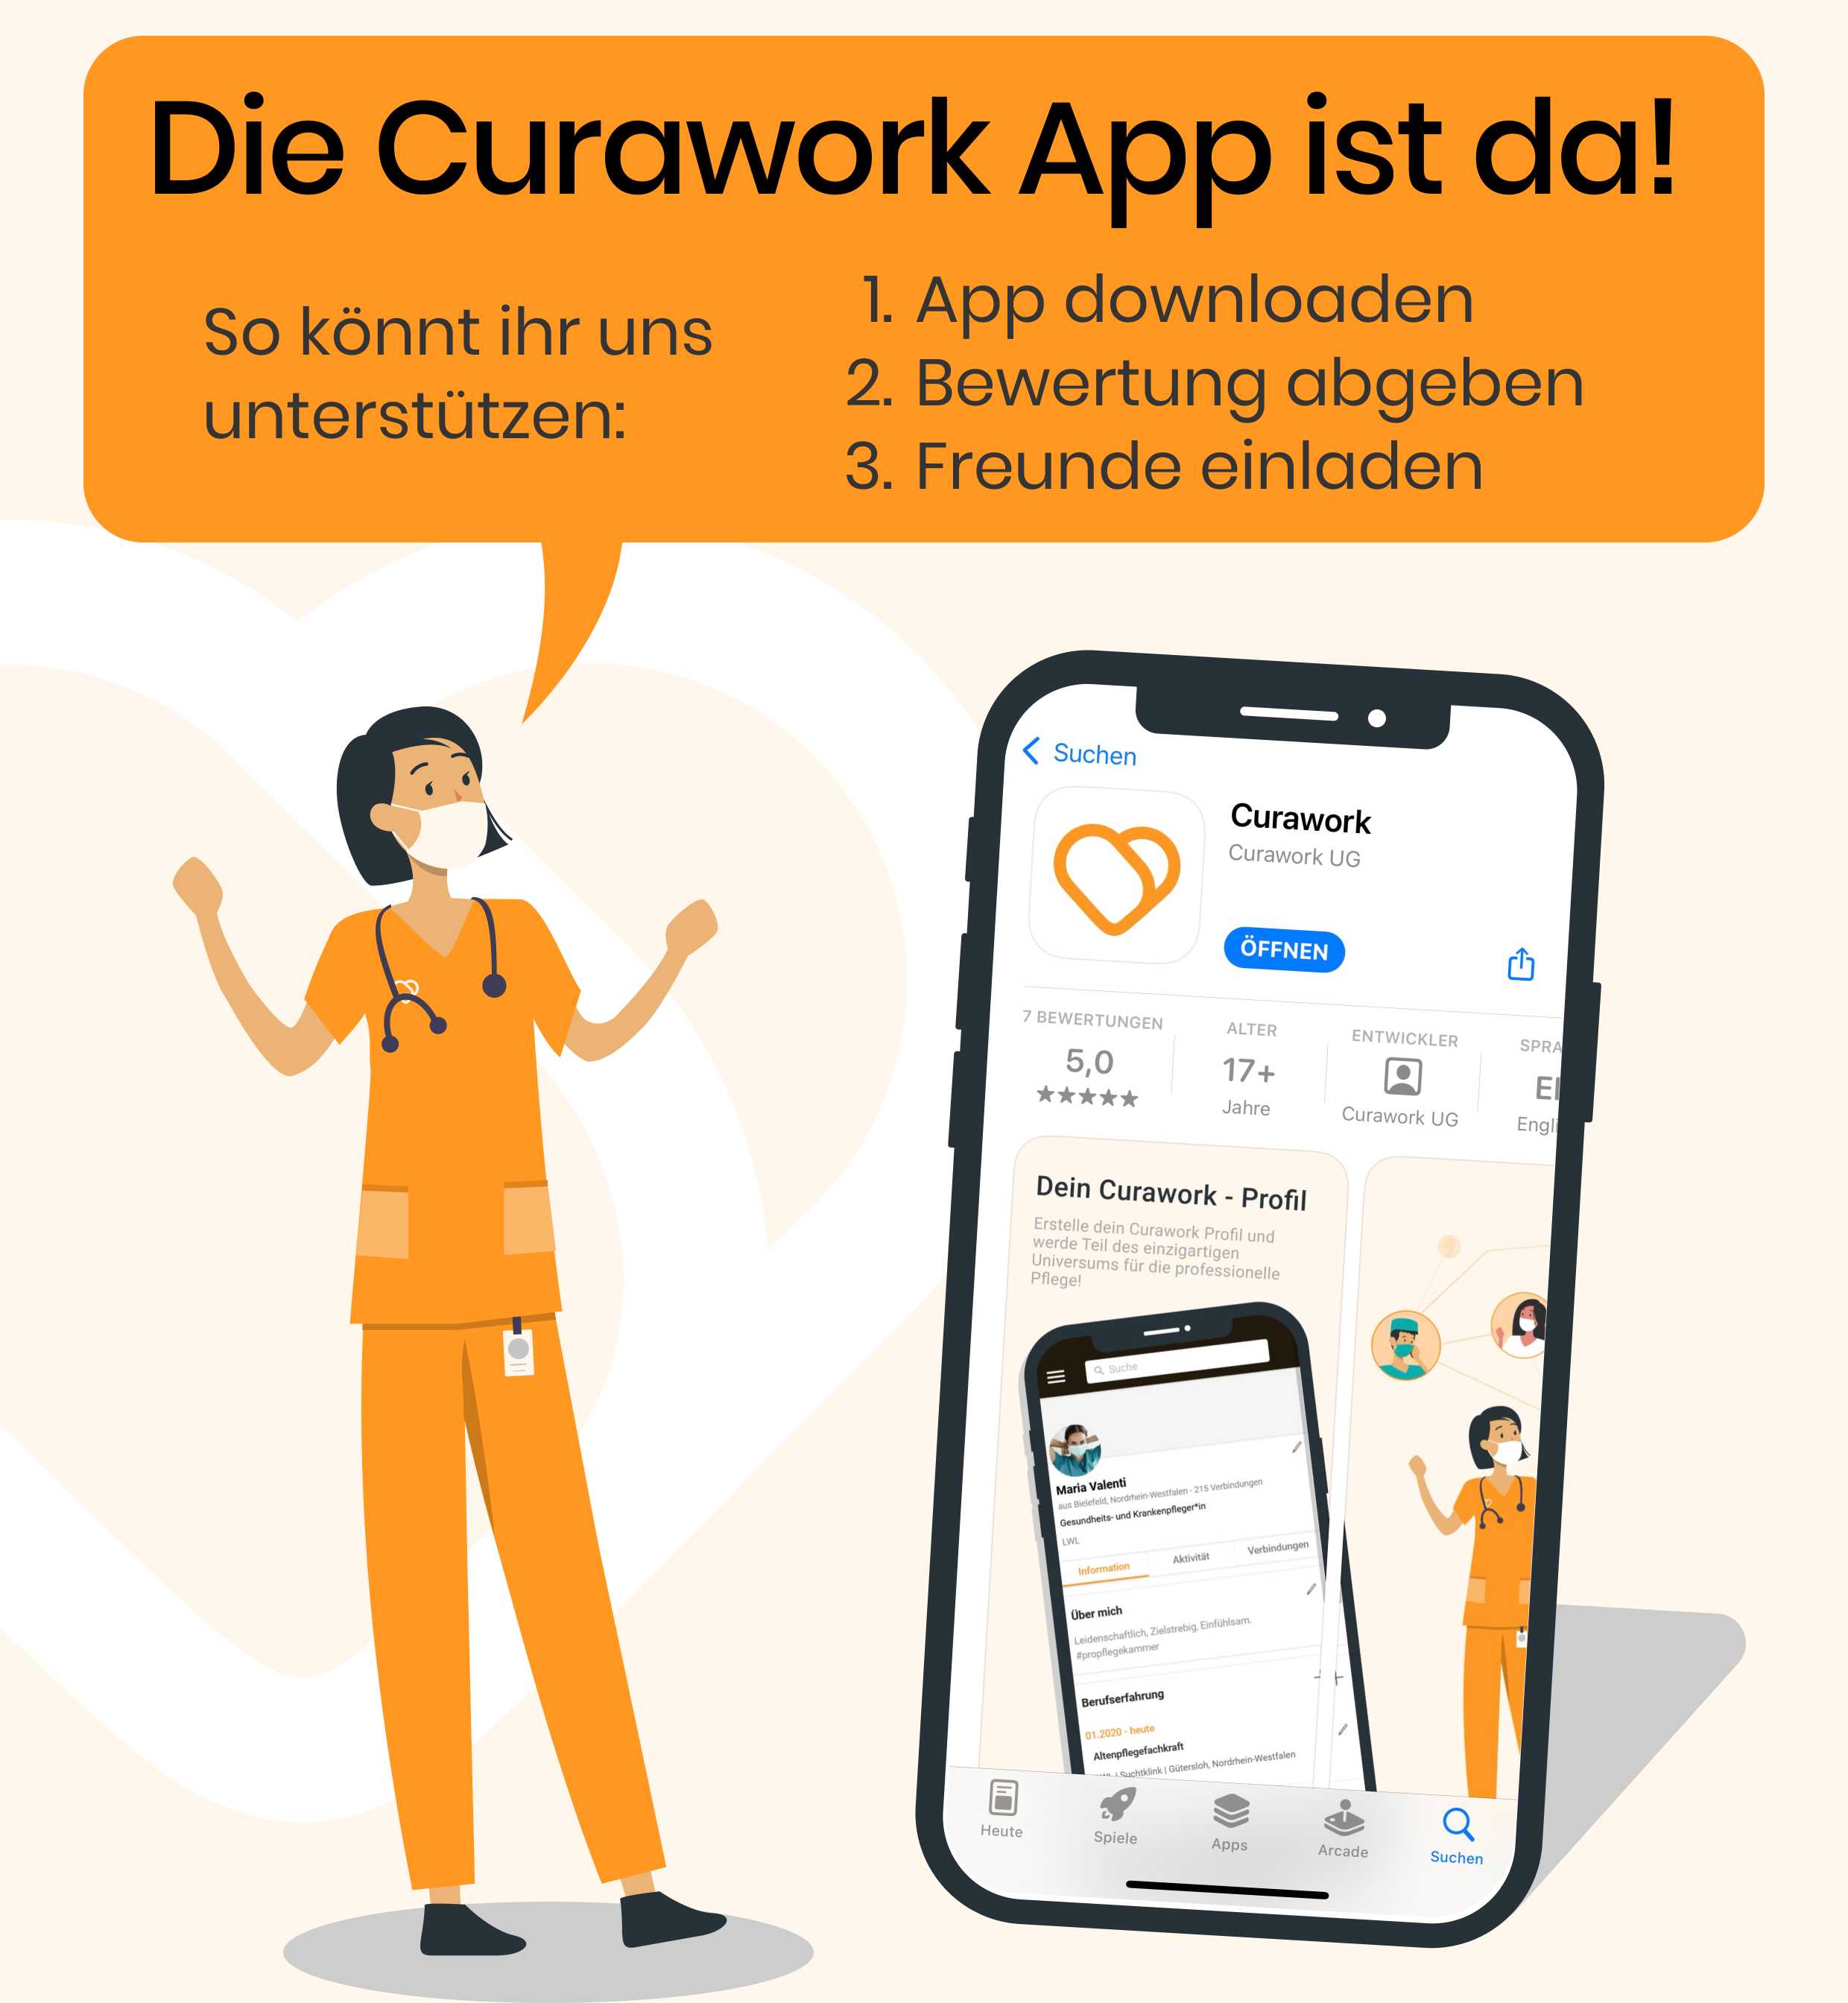 Die Curawork App ist da!
So könnt ihr uns
unterstützen:
1. App downloaden
2. Bewertung abgeben
3. Freunde einladen
Suchen
Curawork
Curawork UG
ÖFFNEN
7 BEWERTUNGEN
5,0
ALTER
17+
Jahre
ENTWICKLER
Curawork UG
Dein Curawork - Profil
Erstelle dein Curawork Profil und
werde Teil des einzigartigen
Universums für die professionelle
Pflege!
Suche
Maria Valenti
aus Bielefeld, Nordrhein-Westfalen - 215 Verbindungen
Gesundheits- und Krankenpfleger*in
LWL
Information
Aktivität
Verbindungen
Über mich
Leidenschaftlich, Zielstrebig, Einfühlsam.
#propflegekammer
Berufserfahrung
01.2020 - heute
Altenpflegefachkraft
| Suchtklink | Gütersloh, Nordrhein-Westfalen
Heute
Spiele
Apps
Arcade
Suchen